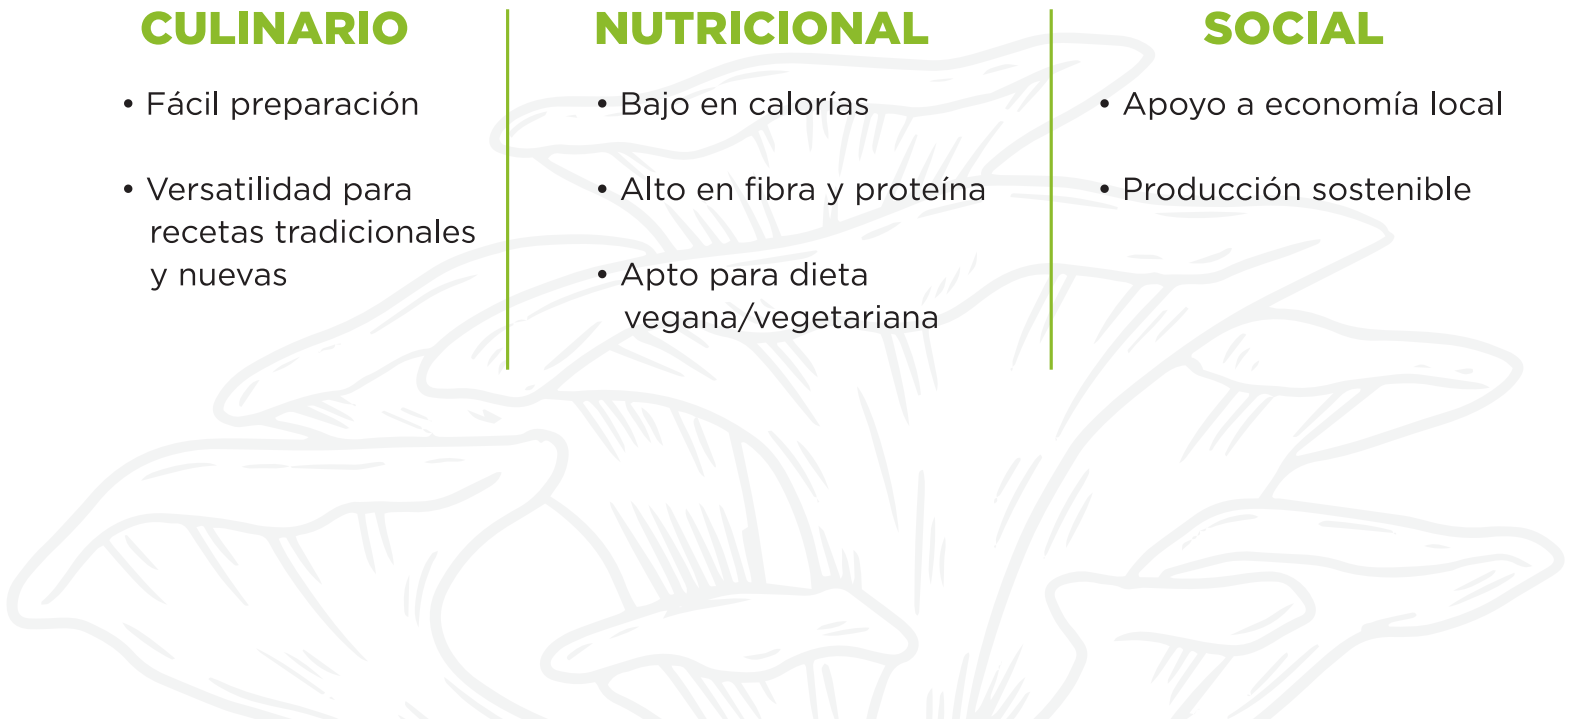 CULINARIO
• Fácil preparación
• Versatilidad para
recetas tradicionales
y nuevas
NUTRICIONAL
• Bajo en calorías
• Alto en fibra y proteína
• Apto para dieta
vegana/vegetariana
SOCIAL
• Apoyo a economía local
• Producción sostenible